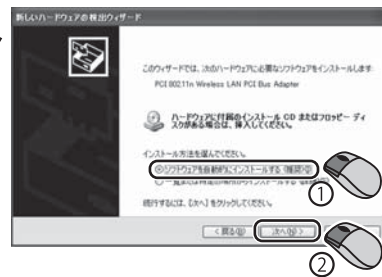 新しいハードウェアの検出ウィザード
このウィザードでは、次のハードウェアに必要なソフトウェアをインストールします:
PCI 802.11n Wireless LAN PCI Bus Adapter
ハードウェアに付属のインストール CD またはフロッピー ディ
スクがある場合は、挿入してください。
インストール方法を選んでください。
ソフトウェアを自動的にインストールする (推奨)(I)
①
続行するには、[次へ] をクリックしてください。
< 戻る(B) 次へ(N) >
②